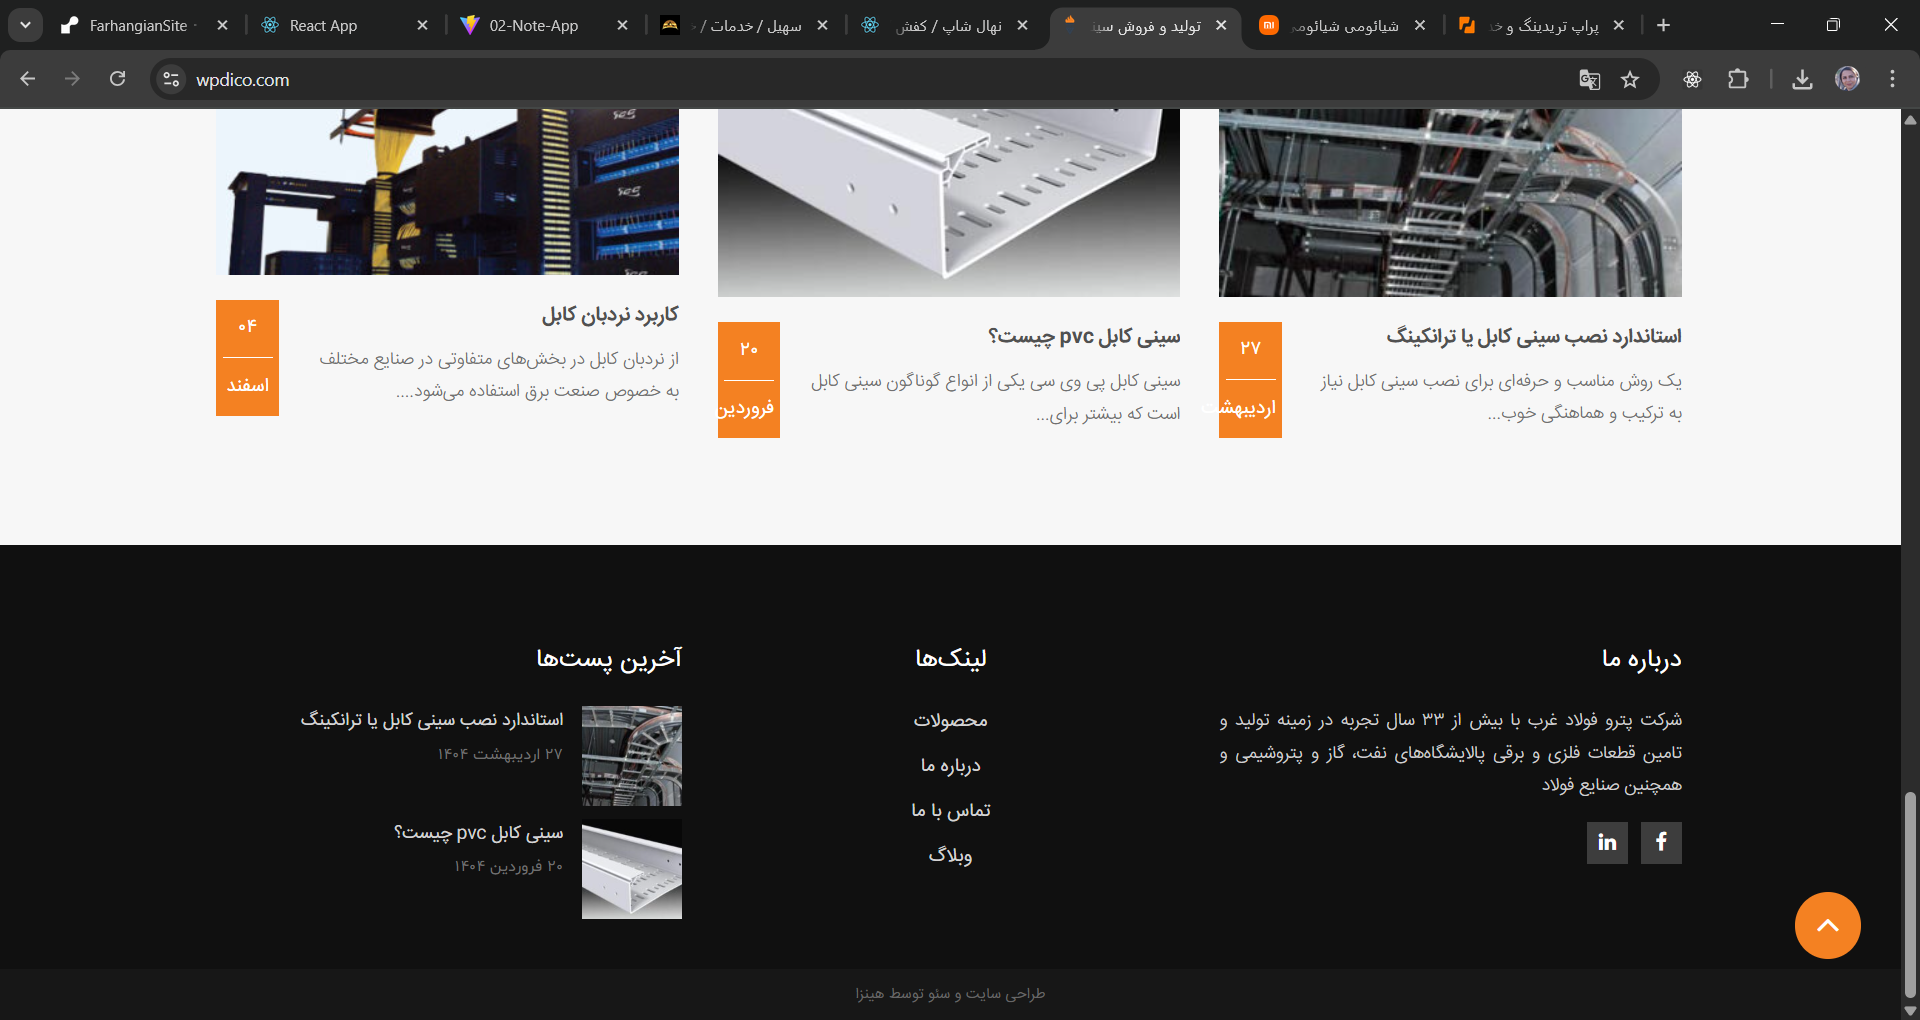 FarhangianSite
React App
02-Note-App
سهیل / خدمات /
نهال شاپ / کفش
تولید و فروش سین
شیائومی شیائومی
پراپ تریدینگ و خد
wpdico.com
استاندارد نصب سینی کابل یا ترانکینگ
۲۷
اردیبهشت
یک روش مناسب و حرفه‌ای برای نصب سینی کابل نیاز
به ترکیب و هماهنگی خوب...
سینی کابل pvc چیست؟
۲۰
فروردین
سینی کابل پی وی سی یکی از انواع گوناگون سینی کابل
است که بیشتر برای...
کاربرد نردبان کابل
۰۴
اسفند
از نردبان کابل در بخش‌های متفاوتی در صنایع مختلف
به خصوص صنعت برق استفاده می‌شود....
درباره ما
شرکت پترو فولاد غرب با بیش از ۳۳ سال تجربه در زمینه تولید و
تامین قطعات فلزی و برقی پالایشگاه‌های نفت، گاز و پتروشیمی و
همچنین صنایع فولاد
لینک‌ها
محصولات
درباره ما
تماس با ما
وبلاگ
آخرین پست‌ها
استاندارد نصب سینی کابل یا ترانکینگ
۲۷ اردیبهشت ۱۴۰۴
سینی کابل pvc چیست؟
۲۰ فروردین ۱۴۰۴
طراحی سایت و سئو توسط هینزا